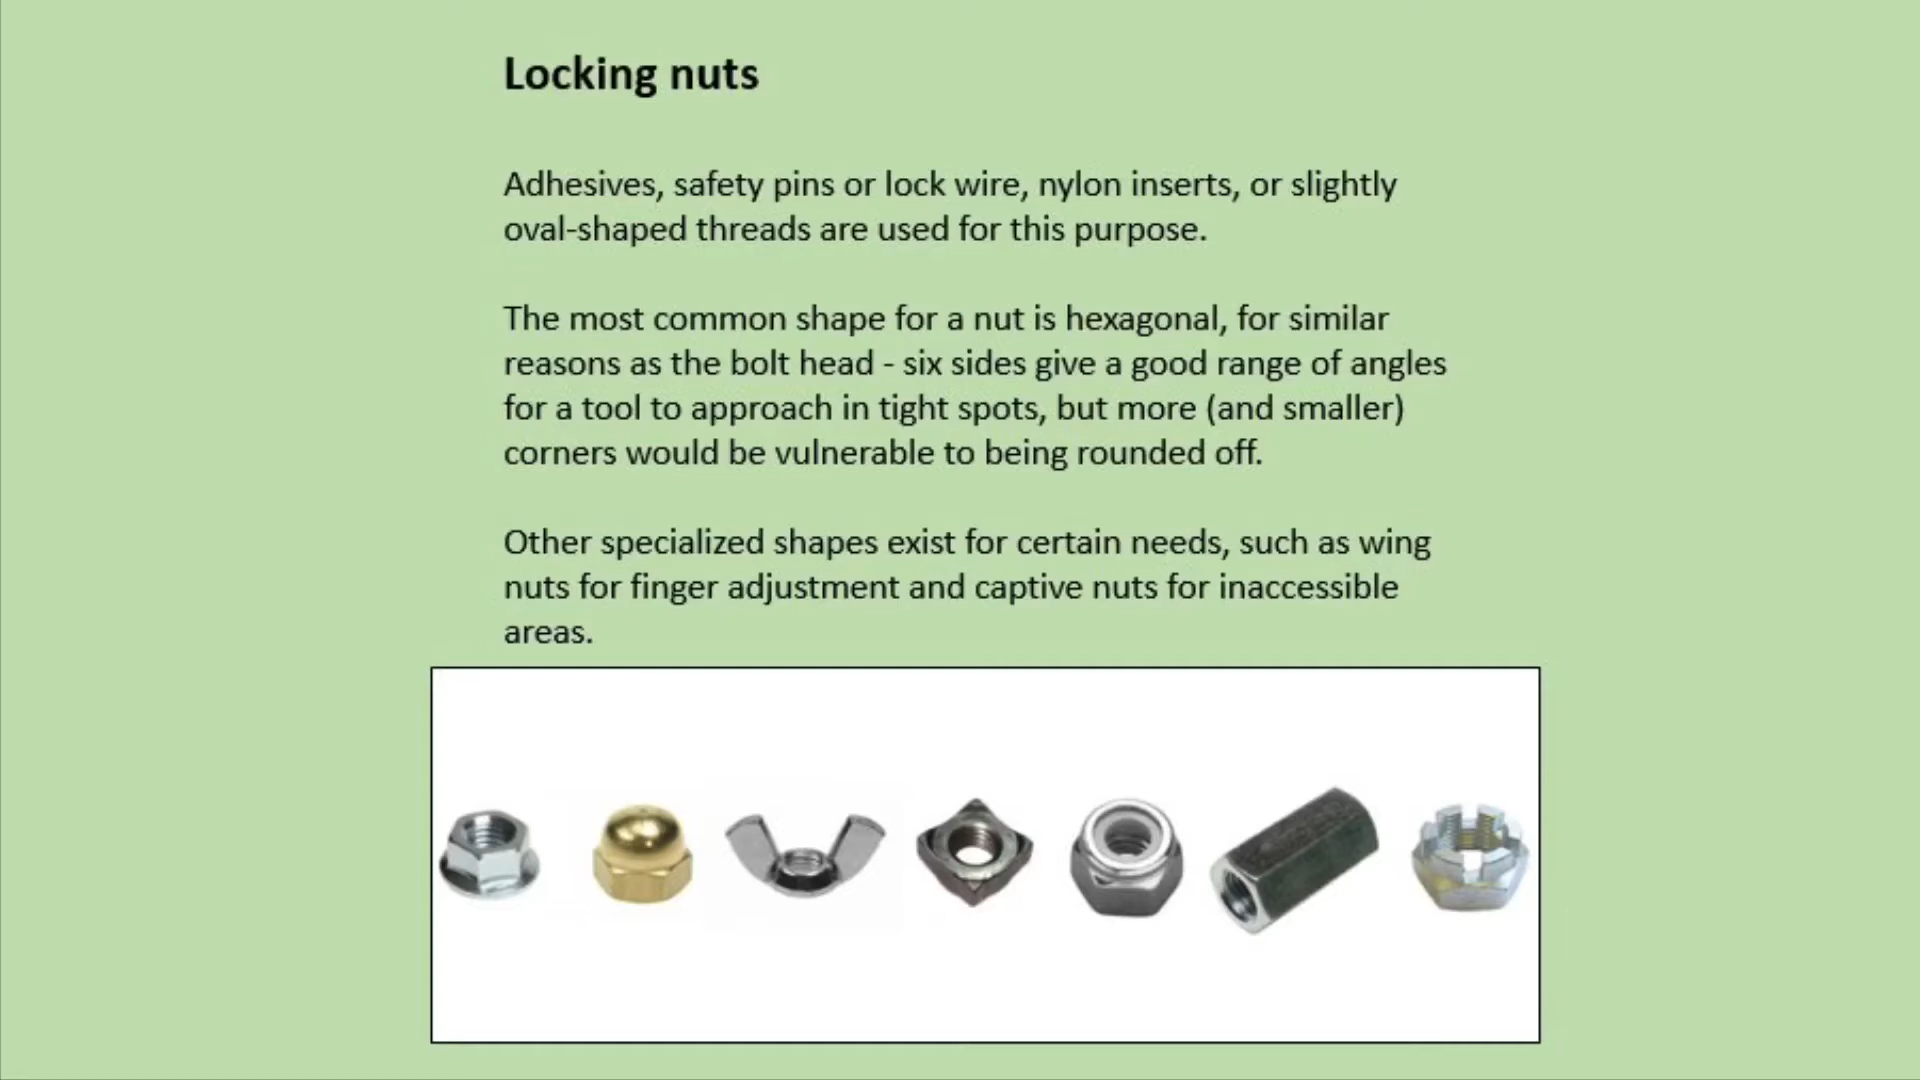 Locking nuts
Adhesives, safety pins or lock wire, nylon inserts, or slightly
oval-shaped threads are used for this purpose.
The most common shape for a nut is hexagonal, for similar
reasons as the bolt head - six sides give a good range of angles
for a tool to approach in tight spots, but more (and smaller)
corners would be vulnerable to being rounded off.
Other specialized shapes exist for certain needs, such as wing
nuts for finger adjustment and captive nuts for inaccessible
areas.